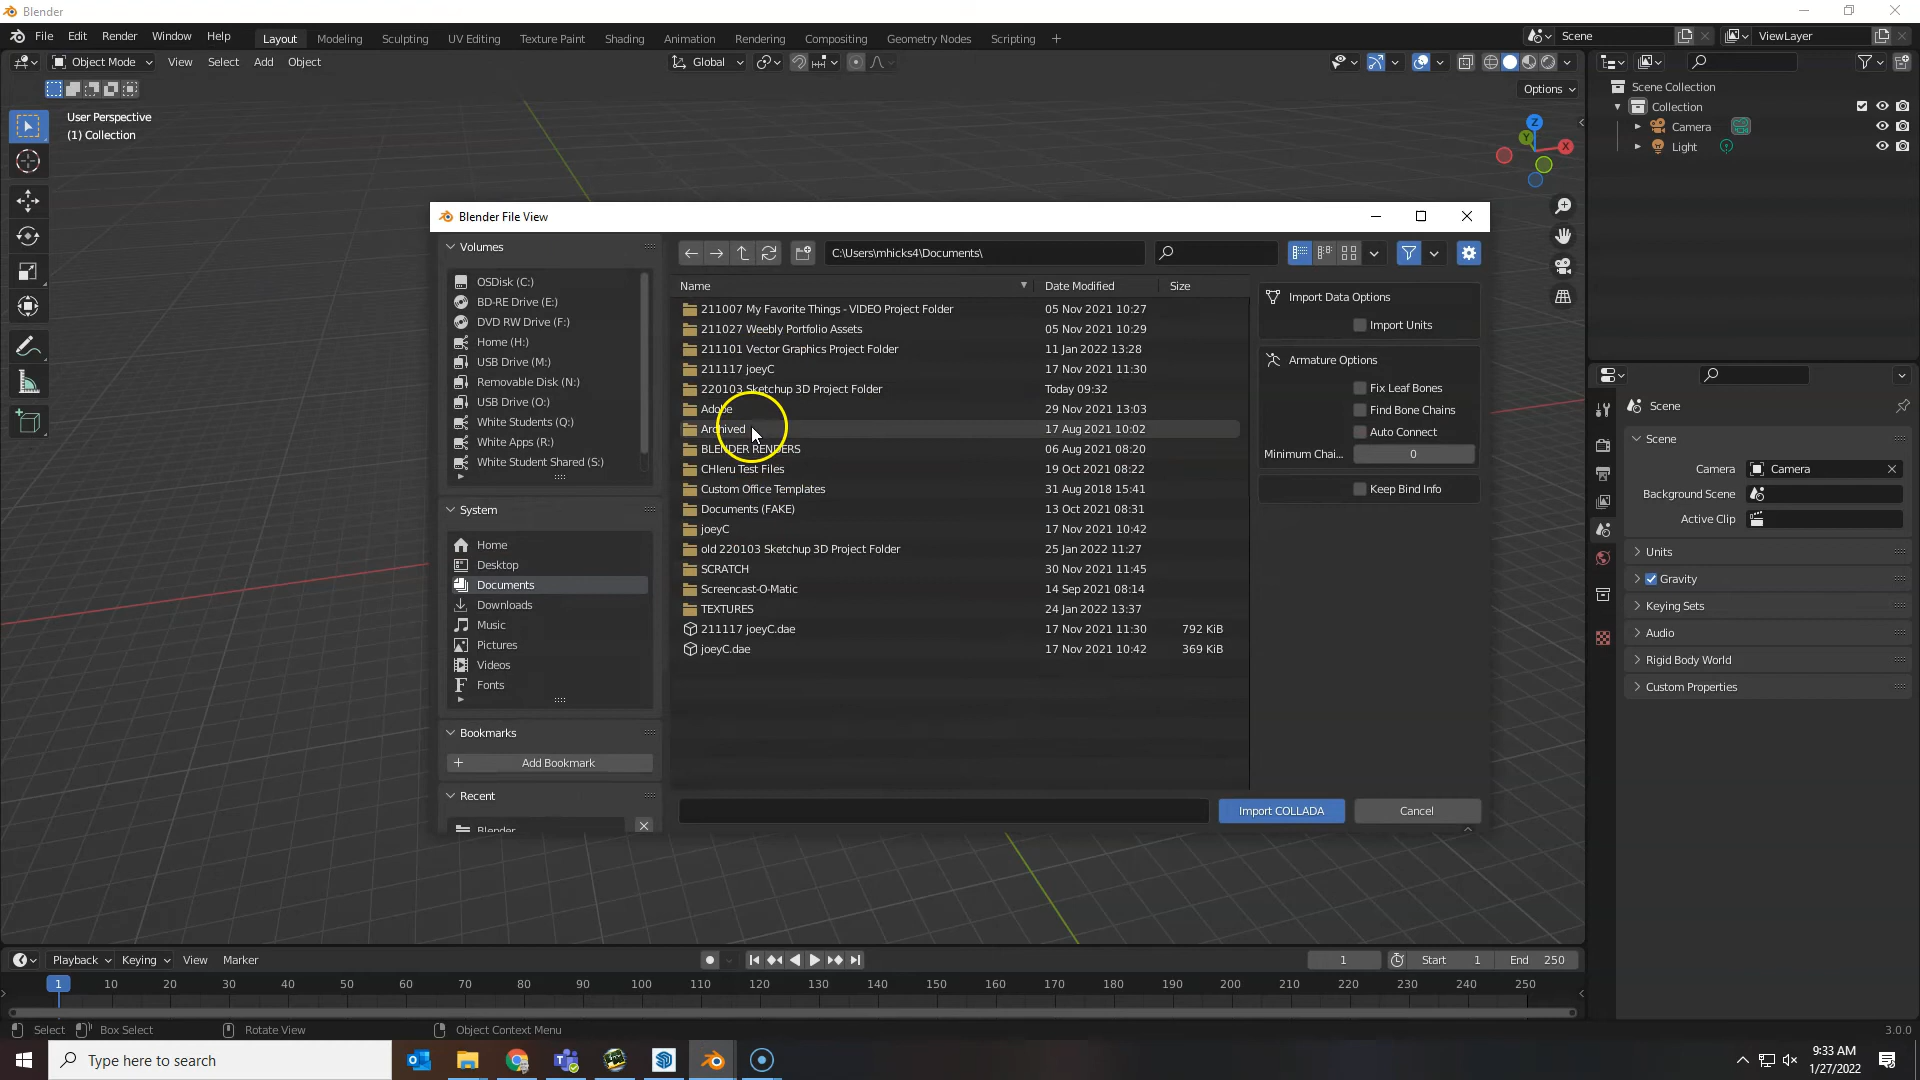 Blender
File Edit Render Window Help Layout Modeling Sculpting UV Editing Texture Paint Shading Animation Rendering Compositing Geometry Nodes Scripting + Scene ViewLayer
Object Mode View Select Add Object Global
Options
User Perspective
(1) Collection
Z
Y
X
Scene Collection
Collection
Camera
Light
Blender File View
Volumes
OSDisk (C:)
BD-RE Drive (E:)
DVD RW Drive (F:)
Home (H:)
USB Drive (M:)
Removable Disk (N:)
USB Drive (O:)
White Students (Q:)
White Apps (R:)
White Student Shared (S:)
System
Home
Desktop
Documents
Downloads
Music
Pictures
Videos
Fonts
Bookmarks
Add Bookmark
Recent
Blender
C:\Users\mhicks4\Documents\
Name Date Modified Size
211007 My Favorite Things - VIDEO Project Folder 05 Nov 2021 10:27
211027 Weebly Portfolio Assets 05 Nov 2021 10:29
211101 Vector Graphics Project Folder 11 Jan 2022 13:28
211117 joeyC 17 Nov 2021 11:30
220103 Sketchup 3D Project Folder Today 09:32
Adobe 29 Nov 2021 13:03
Archived 17 Aug 2021 10:02
BLENDER RENDERS 06 Aug 2021 08:20
CHIeru Test Files 19 Oct 2021 08:22
Custom Office Templates 31 Aug 2018 15:41
Documents (FAKE) 13 Oct 2021 08:31
joeyC 17 Nov 2021 10:42
old 220103 Sketchup 3D Project Folder 25 Jan 2022 11:27
SCRATCH 30 Nov 2021 11:45
Screencast-O-Matic 14 Sep 2021 08:14
TEXTURES 24 Jan 2022 13:37
211117 joeyC.dae 17 Nov 2021 11:30 792 KiB
joeyC.dae 17 Nov 2021 10:42 369 KiB
Import COLLADA Cancel
Import Data Options
Import Units
Armature Options
Fix Leaf Bones
Find Bone Chains
Auto Connect
Minimum Chai... 0
Keep Bind Info
Scene
Scene
Camera Camera
Background Scene
Active Clip
Units
Gravity
Keying Sets
Audio
Rigid Body World
Custom Properties
Playback Keying View Marker 1 Start 1 End 250
1 10 20 30 40 50 60 70 80 90 100 110 120 130 140 150 160 170 180 190 200 210 220 230 240 250
Select Box Select Rotate View Object Context Menu 3.0.0
Type here to search
9:33 AM
1/27/2022